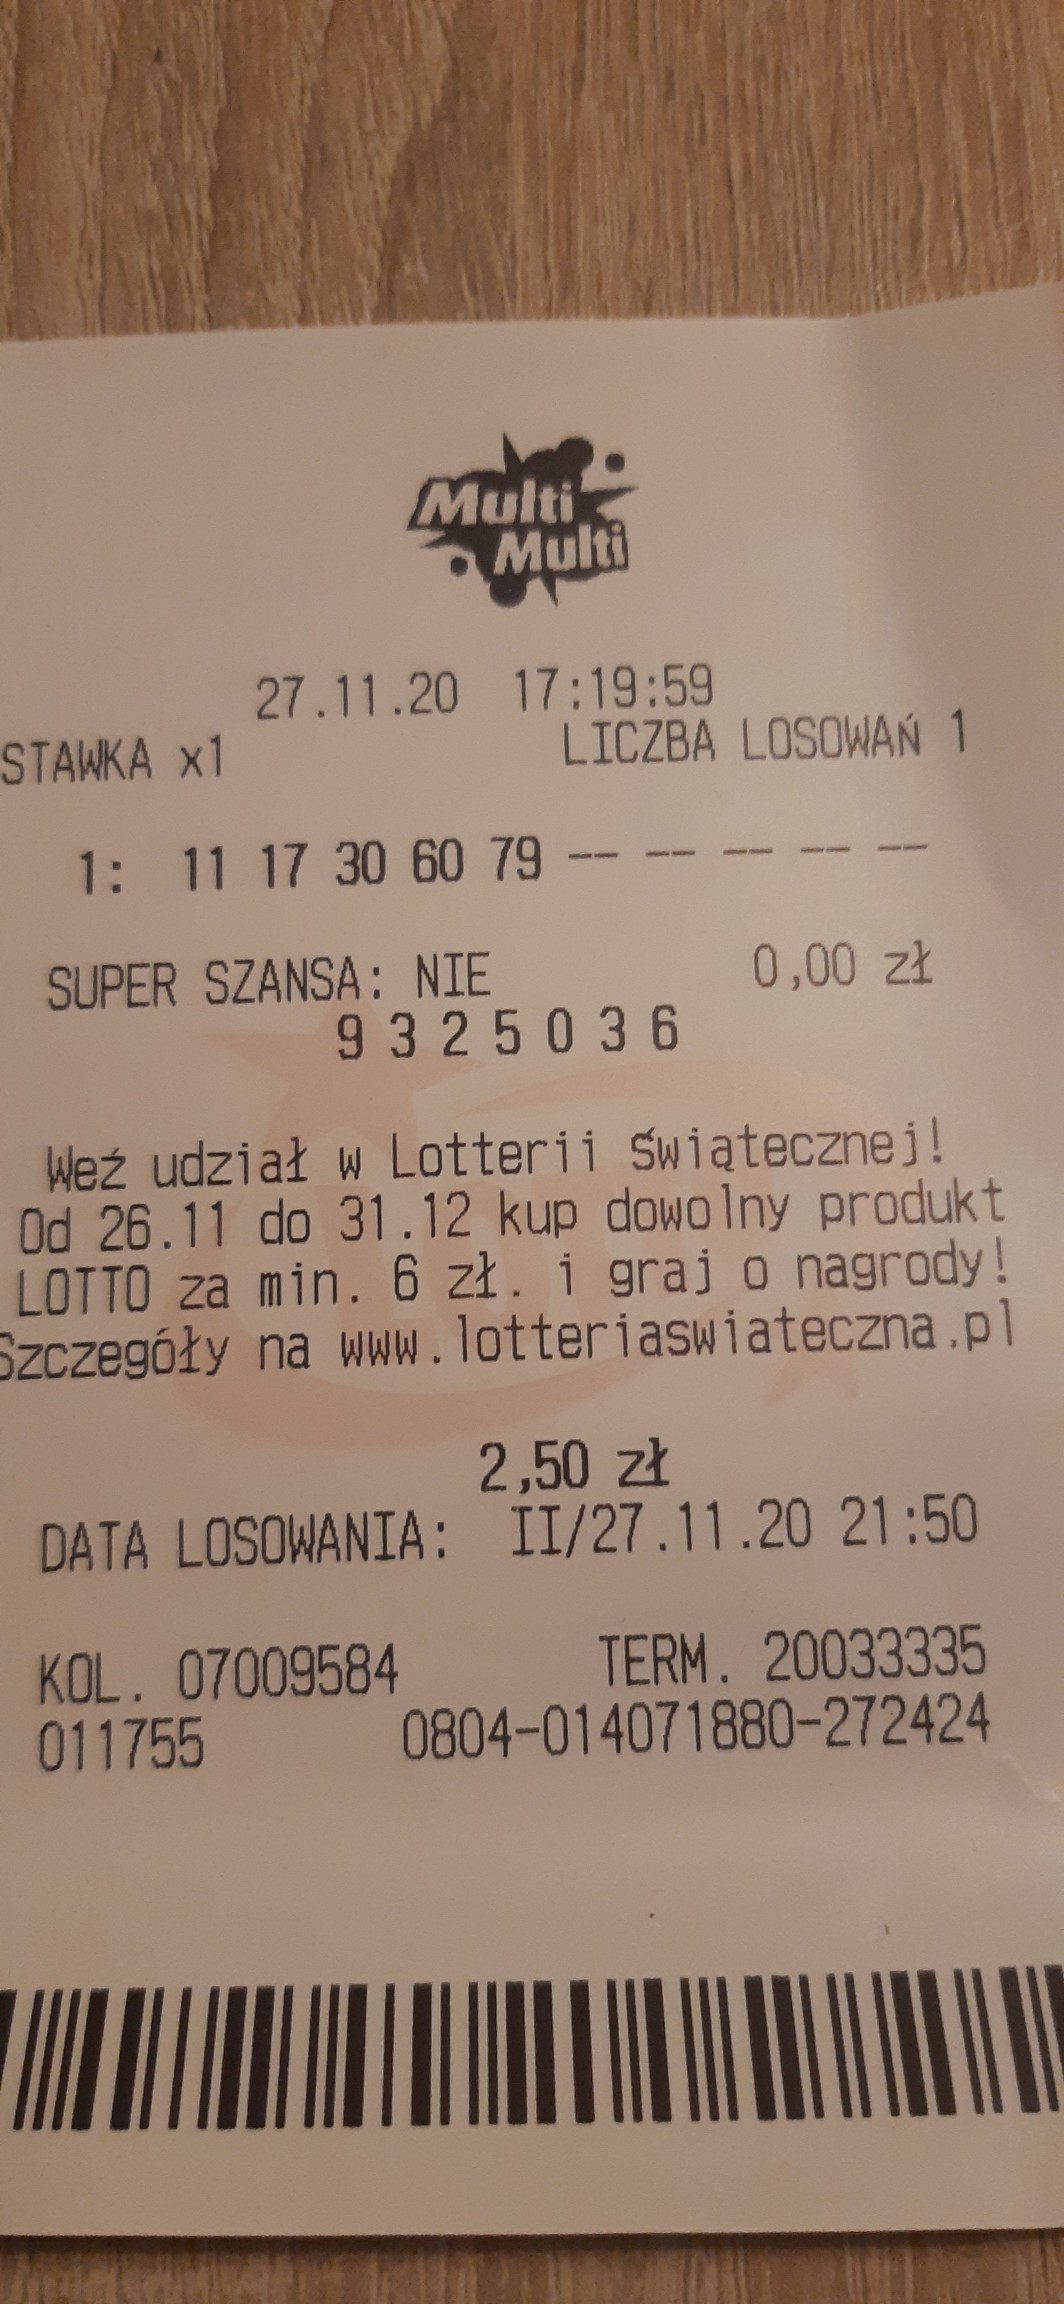 Multi
Multi
27.11.20 17:19:59
STAWKA x1 LICZBA LOSOWAŃ 1
1: 11 17 30 60 79 -- -- -- -- --
SUPER SZANSA: NIE 0,00 zł
9 3 2 5 0 3 6
Weź udział w Lotterii Świątecznej!
Od 26.11 do 31.12 kup dowolny produkt
LOTTO za min. 6 zł. i graj o nagrody!
Szczegóły na www.lotteriaswiateczna.pl
2,50 zł
DATA LOSOWANIA: II/27.11.20 21:50
KOL. 07009584 TERM. 20033335
011755 0804-014071880-272424